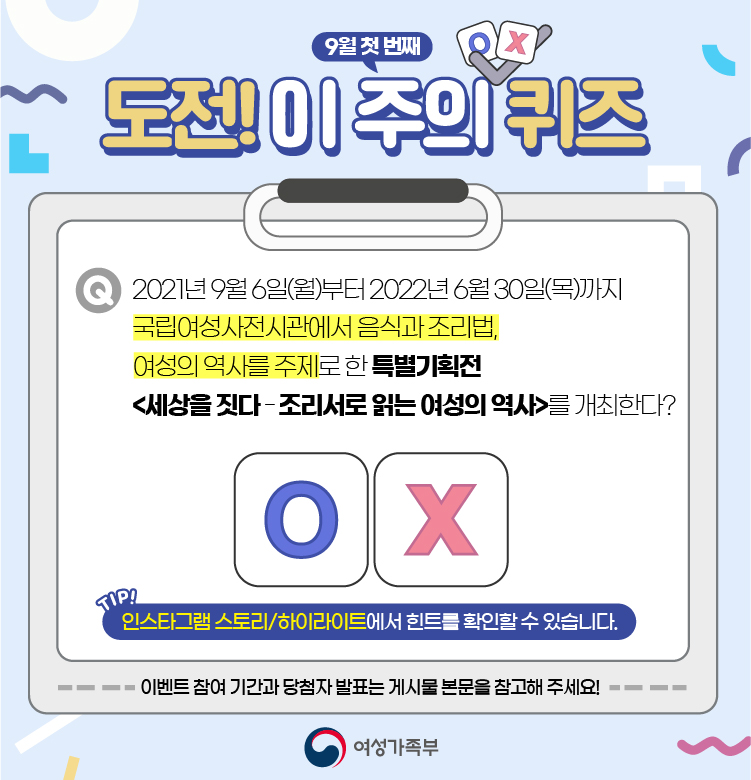 9월 첫 번째
O X
도전! 이 주의 퀴즈
Q 2021년 9월 6일(월)부터 2022년 6월 30일(목)까지
국립여성사전시관에서 음식과 조리법,
여성의 역사를 주제로 한 특별기획전
<세상을 짓다 - 조리서로 읽는 여성의 역사>를 개최한다?
O X
TIP!
인스타그램 스토리/하이라이트에서 힌트를 확인할 수 있습니다.
이벤트 참여 기간과 당첨자 발표는 게시물 본문을 참고해 주세요!
여성가족부